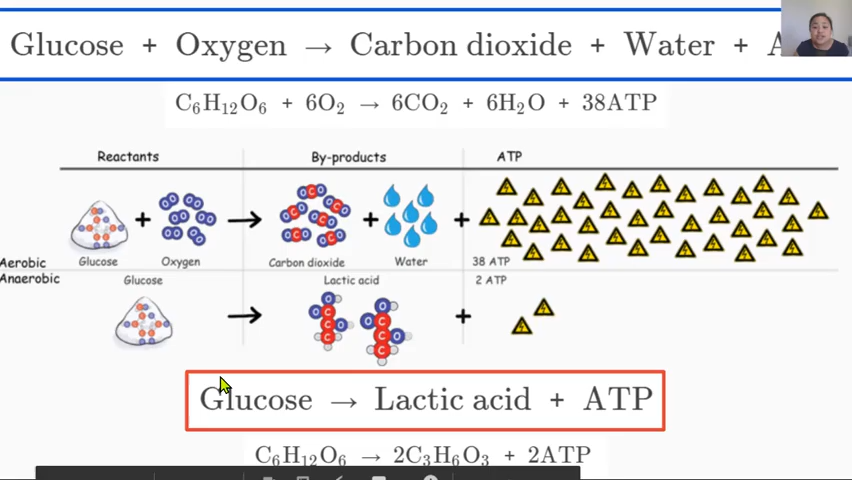 Glucose + Oxygen → Carbon dioxide + Water + A
C₆H₁₂O₆ + 6O₂ → 6CO₂ + 6H₂O + 38ATP
Reactants By-products ATP
Aerobic Glucose Oxygen Carbon dioxide Water 38 ATP
Anaerobic Glucose Lactic acid 2 ATP
Glucose → Lactic acid + ATP
C₆H₁₂O₆ → 2C₃H₆O₃ + 2ATP